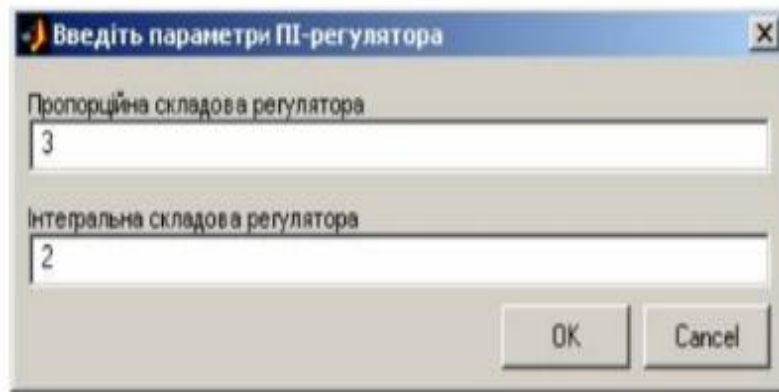 Введіть параметри ПІ-регулятора
Пропорційна складова регулятора
3
Інтегральна складова регулятора
2
OK Cancel